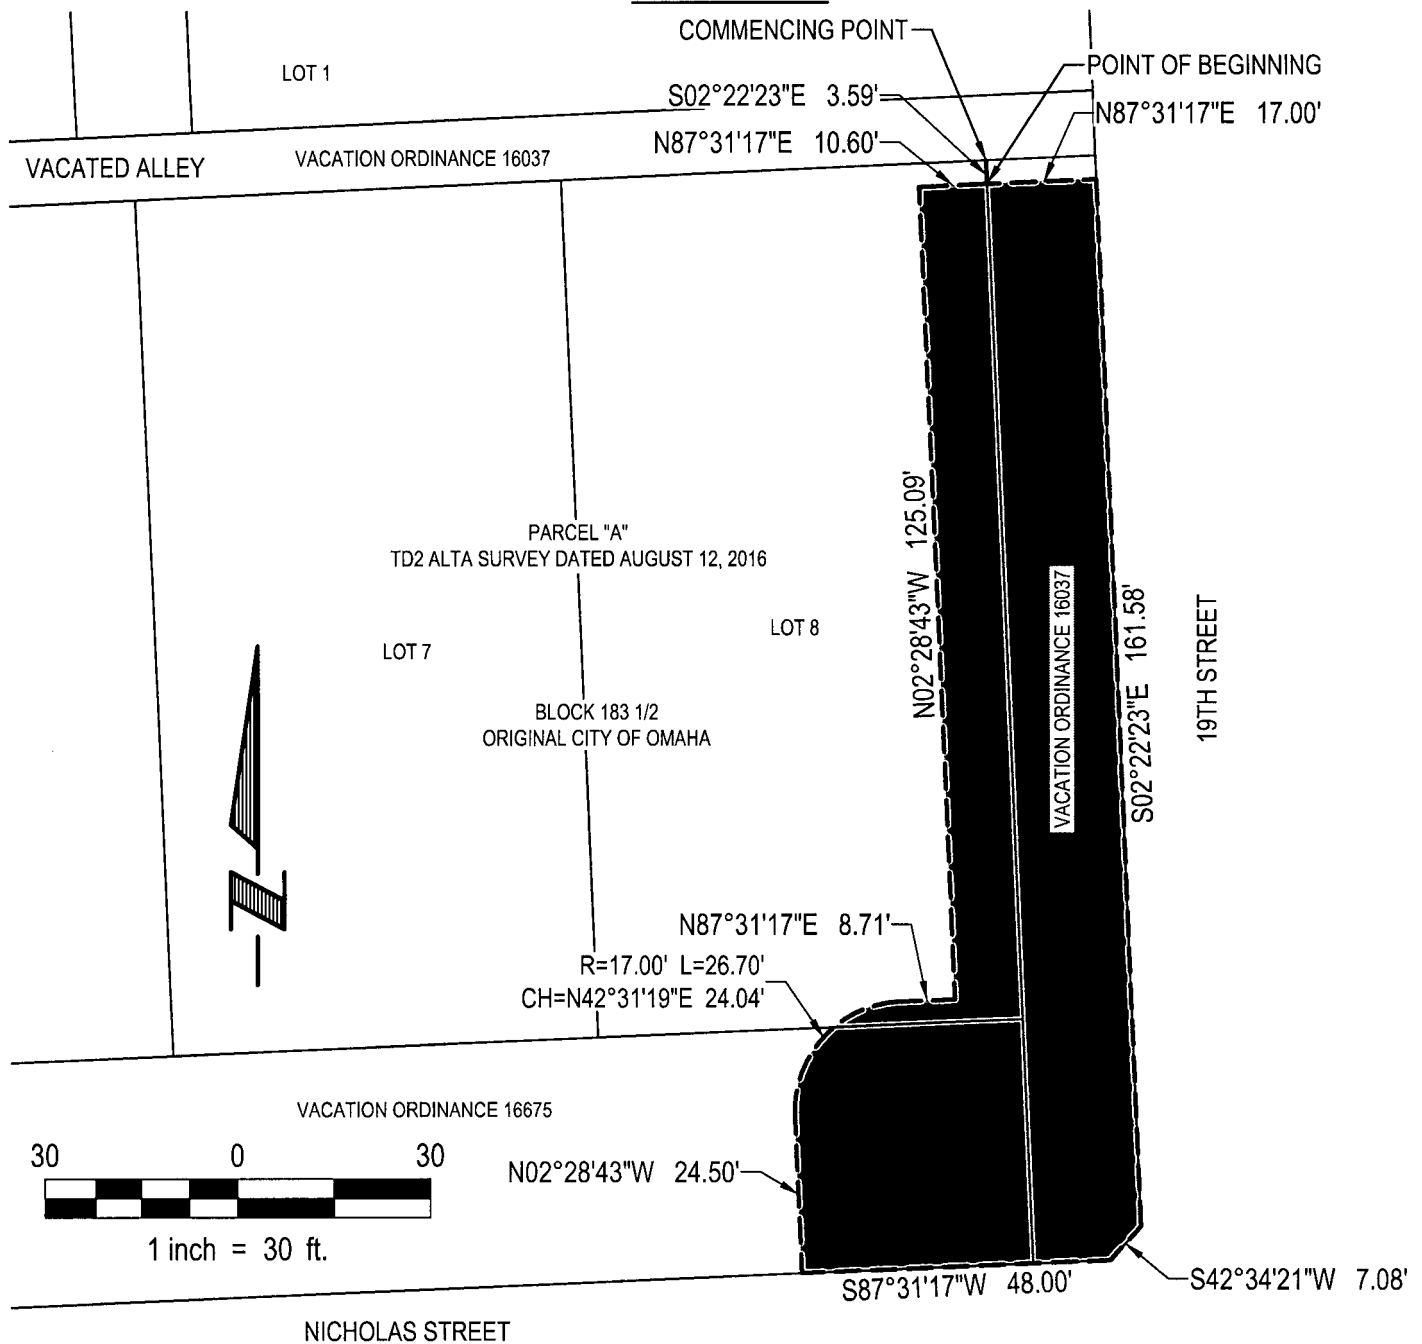 COMMENCING POINT
LOT 1
POINT OF BEGINNING
S02°22'23"E 3.59'
N87°31'17"E 17.00'
N87°31'17"E 10.60'
VACATED ALLEY
VACATION ORDINANCE 16037
N02°28'43"W 125.09'
PARCEL "A"
TD2 ALTA SURVEY DATED AUGUST 12, 2016
VACATION ORDINANCE 16037
S02°22'23"E 161.58'
19TH STREET
LOT 8
LOT 7
BLOCK 183 1/2
ORIGINAL CITY OF OMAHA
N87°31'17"E 8.71'
R=17.00' L=26.70'
CH=N42°31'19"E 24.04'
VACATION ORDINANCE 16675
30 0 30
N02°28'43"W 24.50'
1 inch = 30 ft.
S87°31'17"W 48.00'
S42°34'21"W 7.08'
NICHOLAS STREET